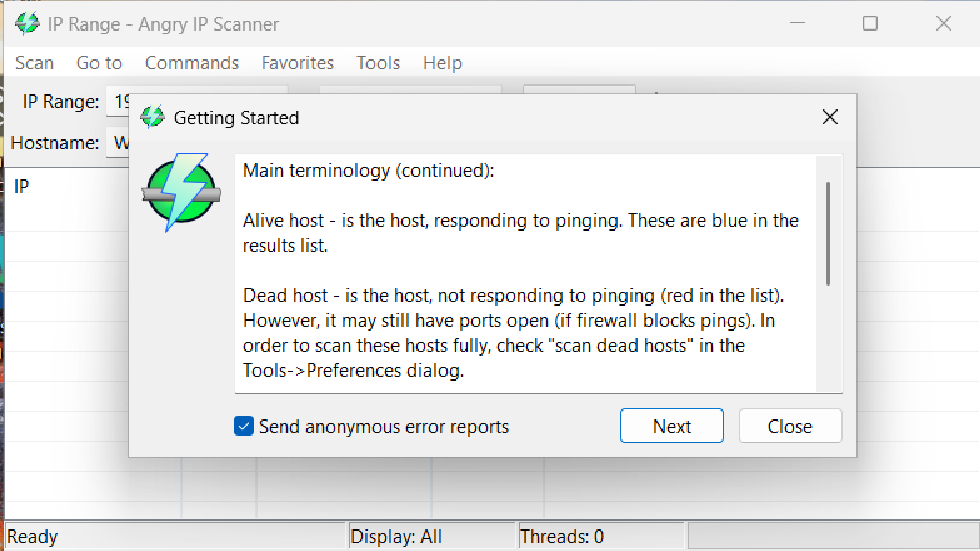 IP Range - Angry IP Scanner
Scan Go to Commands Favorites Tools Help
IP Range:
Getting Started
Hostname:
Main terminology (continued):
Alive host - is the host, responding to pinging. These are blue in the
results list.
IP
Dead host - is the host, not responding to pinging (red in the list).
However, it may still have ports open (if firewall blocks pings). In
order to scan these hosts fully, check "scan dead hosts" in the
Tools->Preferences dialog.
Send anonymous error reports Next Close
Ready Display: All Threads: 0